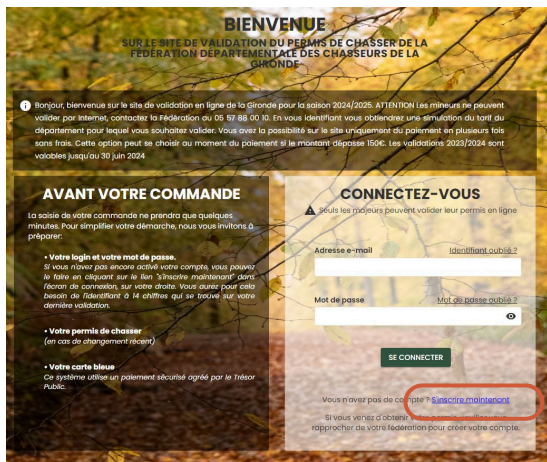 BIENVENUE
SUR LE SITE DE VALIDATION DU PERMIS DE CHASSER DE LA
FÉDÉRATION DÉPARTEMENTALE DES CHASSEURS DE LA
GIRONDE
Bonjour, bienvenue sur le site de validation en ligne de la Gironde pour la saison 2024/2025. ATTENTION Les mineurs ne peuvent
valider par internet, contactez la Fédération au 05 57 88 00 10. En vous identifiant vous obtiendrez une simulation du tarif du
département pour lequel vous souhaitez valider. Vous avez la possibilité sur le site uniquement du paiement en plusieurs fois
sans frais. Cette option peut se choisir au moment du paiement si le montant dépasse 150€. Les validations 2023/2024 sont
valables jusqu'au 30 juin 2024
AVANT VOTRE COMMANDE
La saisie de votre commande ne prendra que quelques
minutes. Pour simplifier votre démarche, nous vous invitons à
préparer:
• Votre login et votre mot de passe.
Si vous n'avez pas encore activé votre compte, vous pouvez
le faire en cliquant sur le lien "s'inscrire maintenant" dans
l'écran de connexion, sur votre droite. Vous aurez pour cela
besoin de l'identifiant à 14 chiffres qui se trouve sur votre
dernière validation.
• Votre permis de chasser
(en cas de changement récent)
• Votre carte bleue
Ce système utilise un paiement sécurisé agréé par le Trésor
Public.
CONNECTEZ-VOUS
Seuls les majeurs peuvent valider leur permis en ligne
Adresse e-mail Identifiant oublié ?
Mot de passe Mot de passe oublié ?
SE CONNECTER
Vous n'avez pas de compte ? S'inscrire maintenant
Si vous venez d'obtenir votre permis, veuillez vous
rapprocher de votre fédération pour créer votre compte.